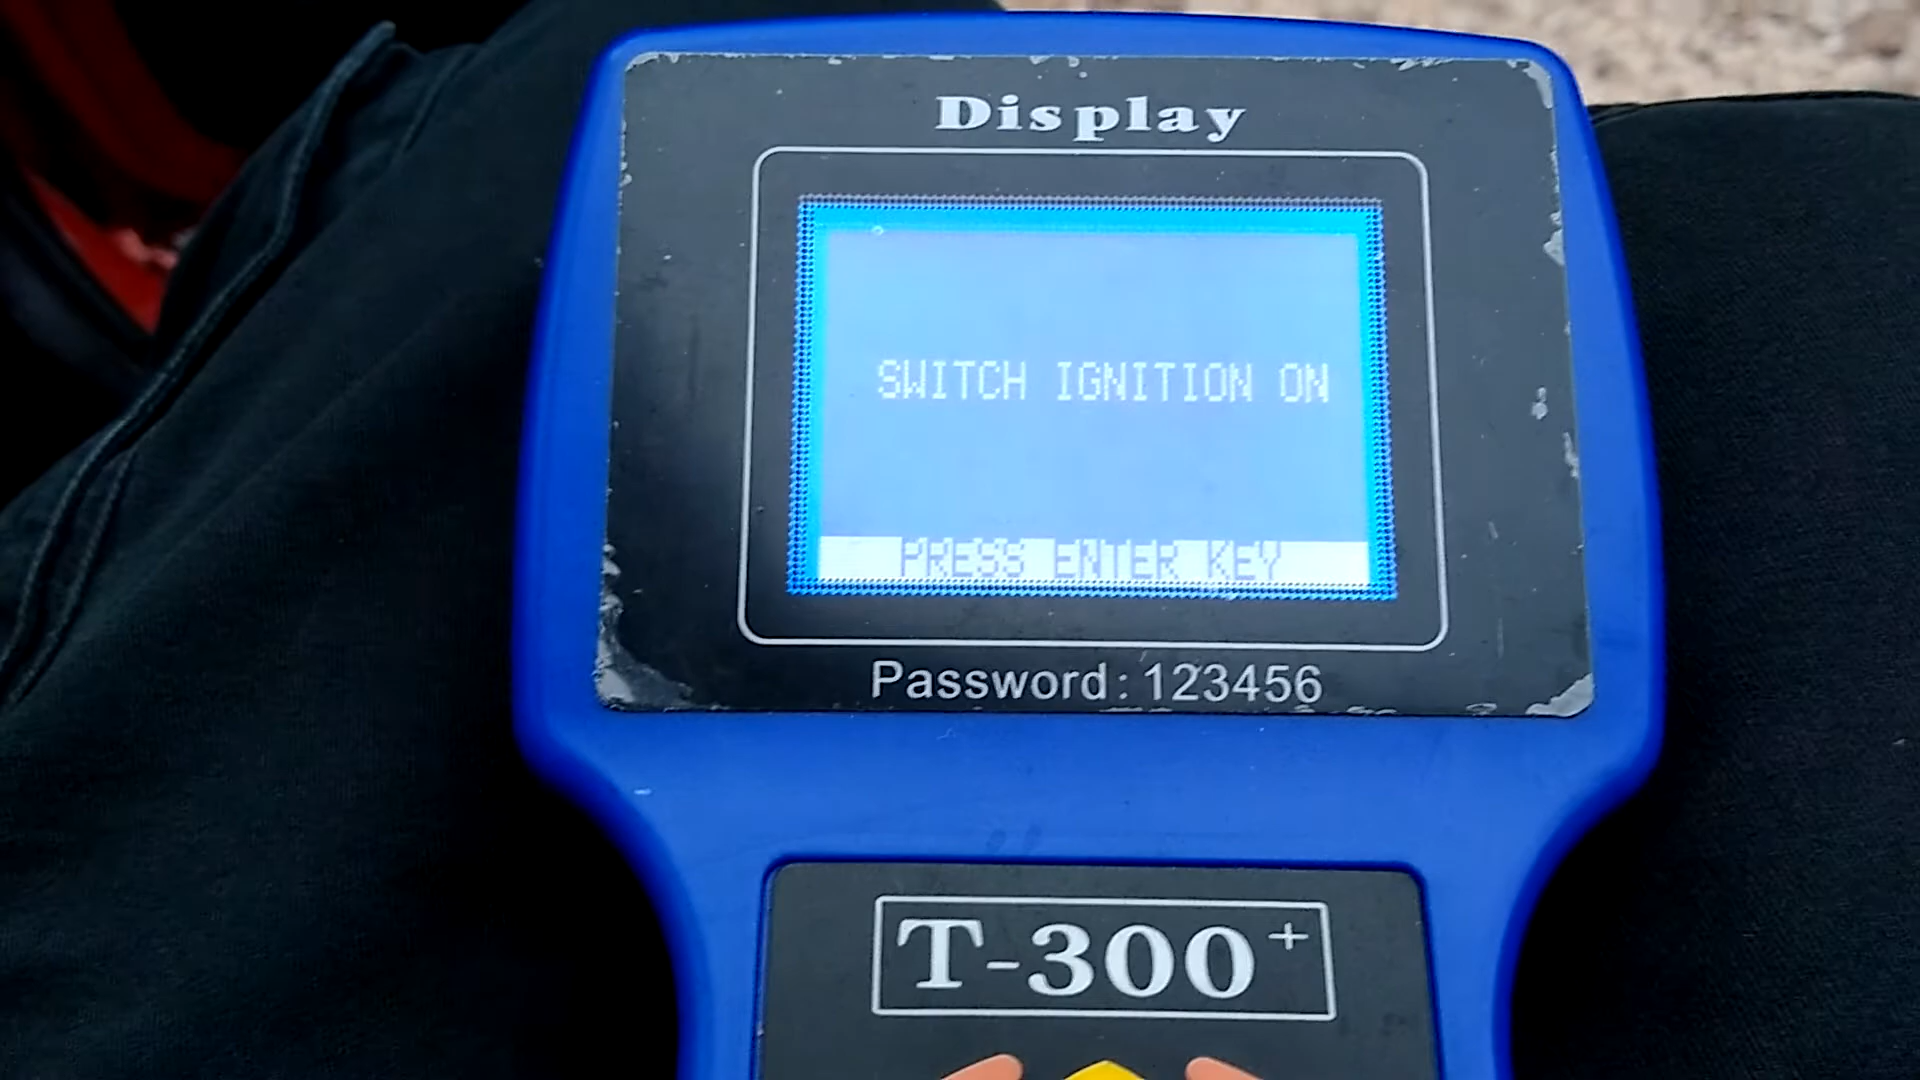 Display
SWITCH IGNITION ON
PRESS ENTER KEY
Password: 123456
T-300+